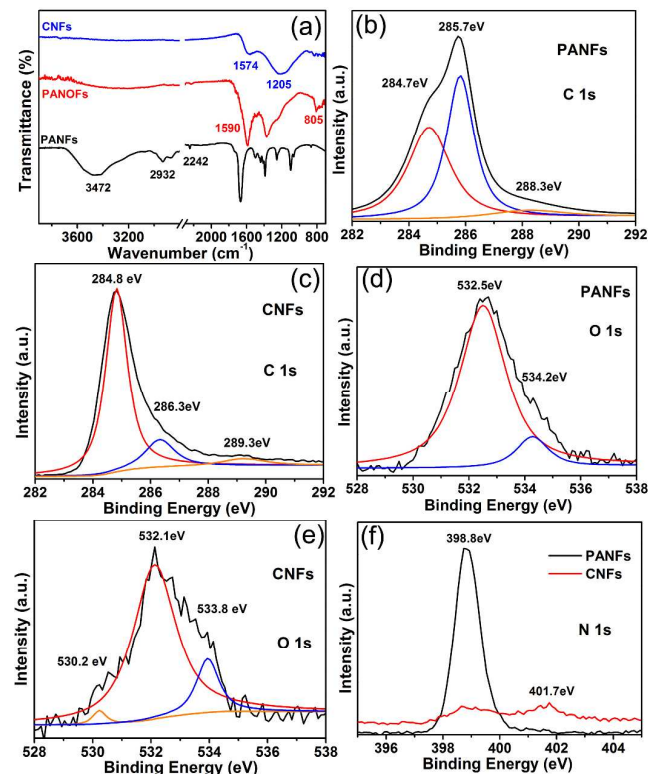 (a)
CNFs
1574
1205
PANOFs
1590
805
PANFs
2242
3472
2932
Transmittance (%)
3600 3200 2000 1600 1200 800
Wavenumber (cm⁻¹)
(b)
PANFs
285.7eV
284.7eV
C 1s
288.3eV
Intensity (a.u.)
282 284 286 288 290 292
Binding Energy (eV)
(c)
284.8 eV
CNFs
C 1s
286.3eV
289.3eV
Intensity (a.u.)
282 284 286 288 290 292
Binding Energy (eV)
(d)
532.5eV
PANFs
O 1s
534.2eV
Intensity (a.u.)
528 530 532 534 536 538
Binding Energy (eV)
(e)
532.1eV
CNFs
533.8 eV
O 1s
530.2 eV
Intensity (a.u.)
528 530 532 534 536 538
Binding Energy (eV)
(f)
398.8eV
PANFs
CNFs
N 1s
401.7eV
Intensity (a.u.)
396 398 400 402 404
Binding Energy (eV)